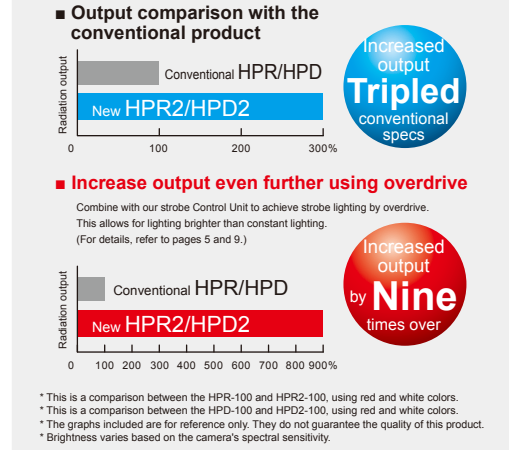 ■ Output comparison with the
conventional product
Radiation output
Conventional HPR/HPD
New HPR2/HPD2
0 100 200 300%
Increased
output
Tripled
conventional
specs
■ Increase output even further using overdrive
Combine with our strobe Control Unit to achieve strobe lighting by overdrive.
This allows for lighting brighter than constant lighting.
(For details, refer to pages 5 and 9.)
Radiation output
Conventional HPR/HPD
New HPR2/HPD2
0 100 200 300 400 500 600 700 800 900%
Increased
output
by Nine
times over
* This is a comparison between the HPR-100 and HPR2-100, using red and white colors.
* This is a comparison between the HPD-100 and HPD2-100, using red and white colors.
* The graphs included are for reference only. They do not guarantee the quality of this product.
* Brightness varies based on the camera's spectral sensitivity.